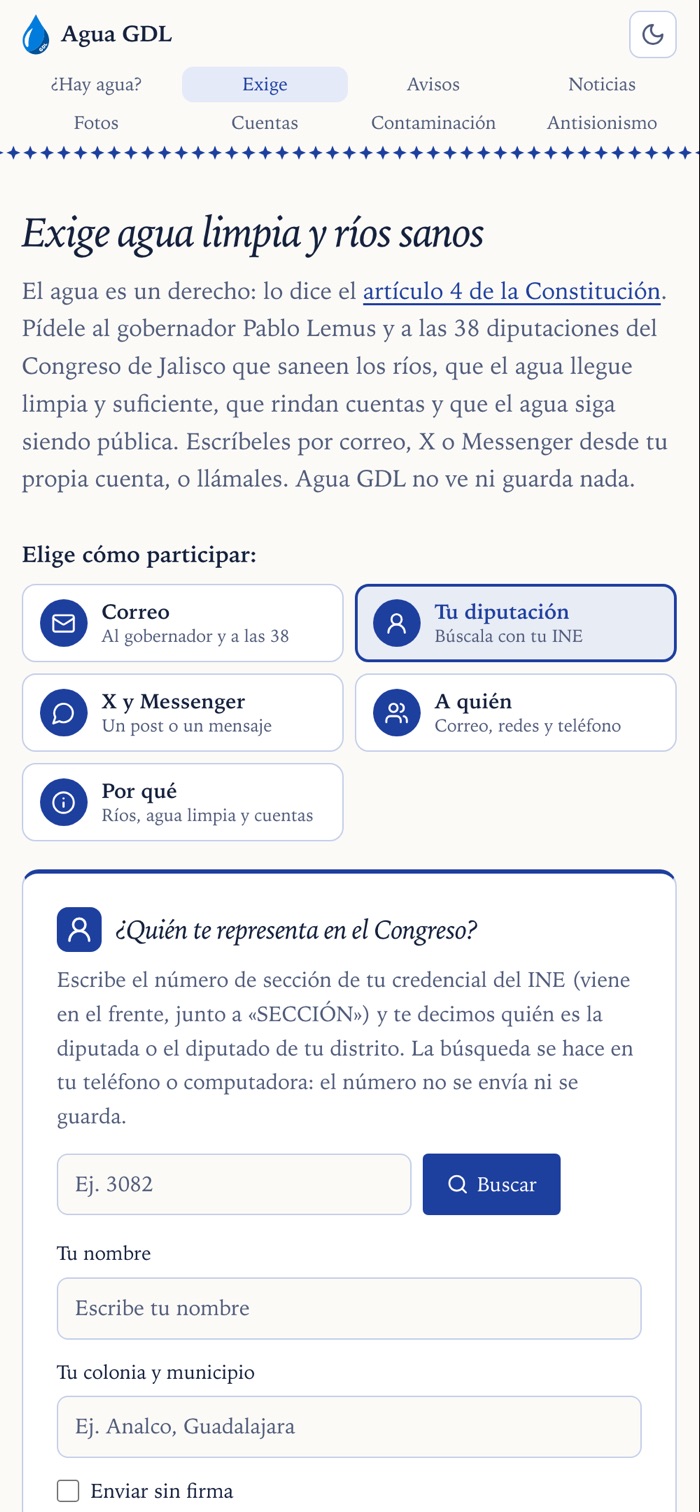 Agua GDL
¿Hay agua?
Exige
Avisos
Noticias
Fotos
Cuentas
Contaminación
Antisionismo
Exige agua limpia y ríos sanos
El agua es un derecho: lo dice el artículo 4 de la Constitución.
Pídele al gobernador Pablo Lemus y a las 38 diputaciones del
Congreso de Jalisco que saneen los ríos, que el agua llegue
limpia y suficiente, que rindan cuentas y que el agua siga
siendo pública. Escríbeles por correo, X o Messenger desde tu
propia cuenta, o llámales. Agua GDL no ve ni guarda nada.
Elige cómo participar:
Correo
Al gobernador y a las 38
Tu diputación
Búscala con tu INE
X y Messenger
Un post o un mensaje
A quién
Correo, redes y teléfono
Por qué
Ríos, agua limpia y cuentas
¿Quién te representa en el Congreso?
Escribe el número de sección de tu credencial del INE (viene
en el frente, junto a «SECCIÓN») y te decimos quién es la
diputada o el diputado de tu distrito. La búsqueda se hace en
tu teléfono o computadora: el número no se envía ni se
guarda.
Ej. 3082
Buscar
Tu nombre
Escribe tu nombre
Tu colonia y municipio
Ej. Analco, Guadalajara
Enviar sin firma